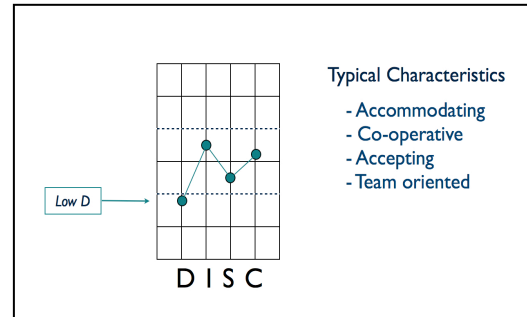 Typical Characteristics
- Accommodating
- Co-operative
- Accepting
- Team oriented
Low D
D I S C